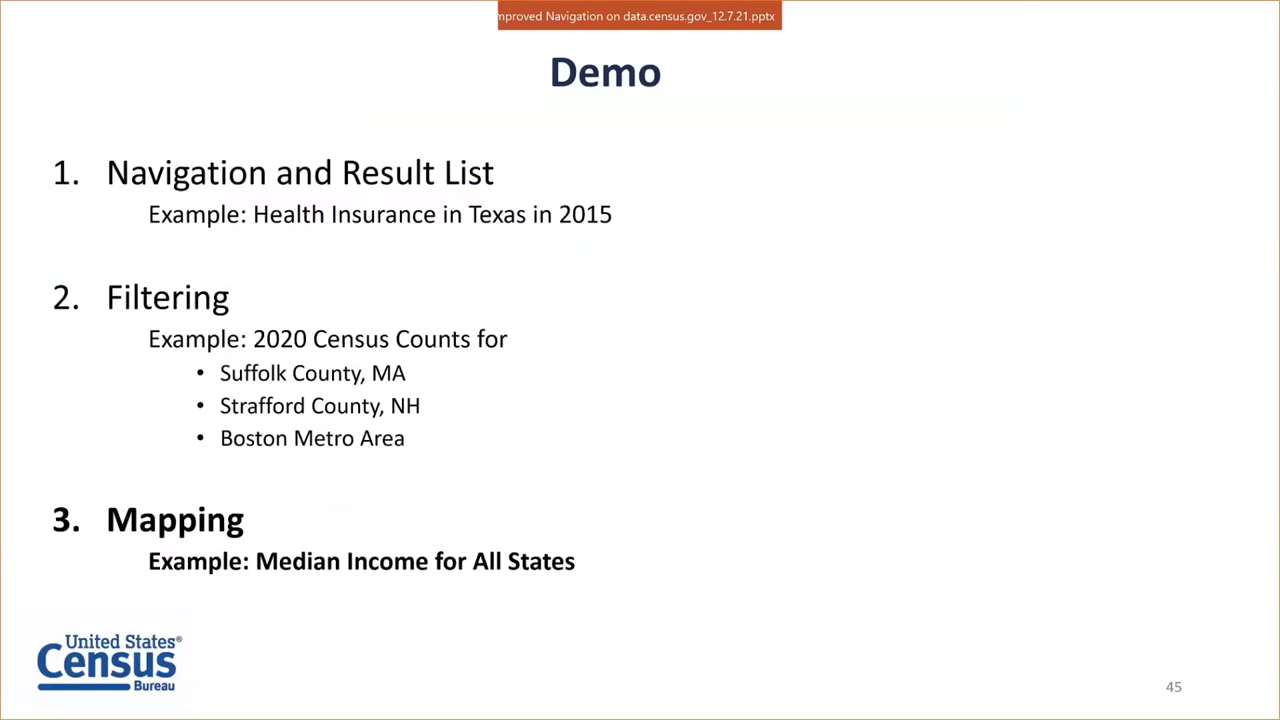 mproved Navigation on data.census.gov_12.7.21.pptx
Demo
1. Navigation and Result List
Example: Health Insurance in Texas in 2015
2. Filtering
Example: 2020 Census Counts for
• Suffolk County, MA
• Strafford County, NH
• Boston Metro Area
3. Mapping
Example: Median Income for All States
United States®
Census
Bureau
45